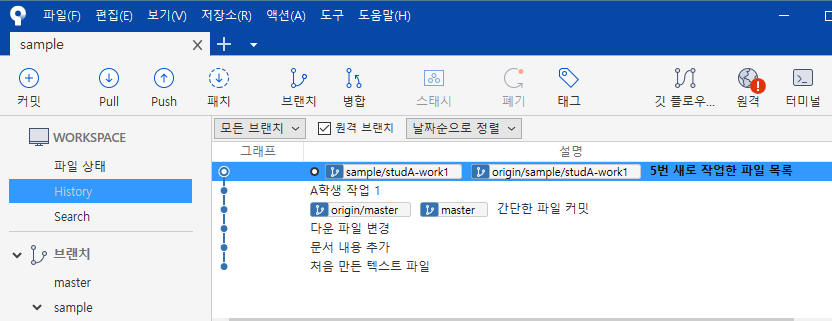 파일(F) 편집(E) 보기(V) 저장소(R) 액션(A) 도구 도움말(H)
sample
커밋 Pull Push 패치 브랜치 병합 스태시 폐기 태그 깃 플로우... 원격 터미널
WORKSPACE
파일 상태
History
Search
브랜치
master
sample
모든 브랜치 원격 브랜치 날짜순으로 정렬
그래프 설명
sample/studA-work1 origin/sample/studA-work1 5번 새로 작업한 파일 목록
A학생 작업 1
origin/master master 간단한 파일 커밋
다운 파일 변경
문서 내용 추가
처음 만든 텍스트 파일